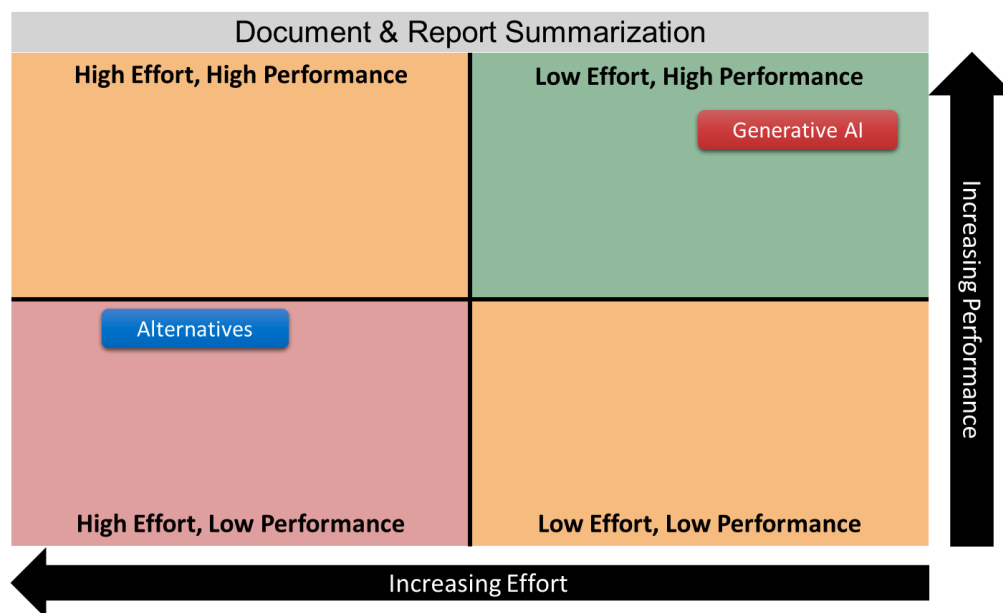 Document & Report Summarization
High Effort, High Performance
Low Effort, High Performance
Generative AI
Increasing Performance
Alternatives
High Effort, Low Performance
Low Effort, Low Performance
Increasing Effort